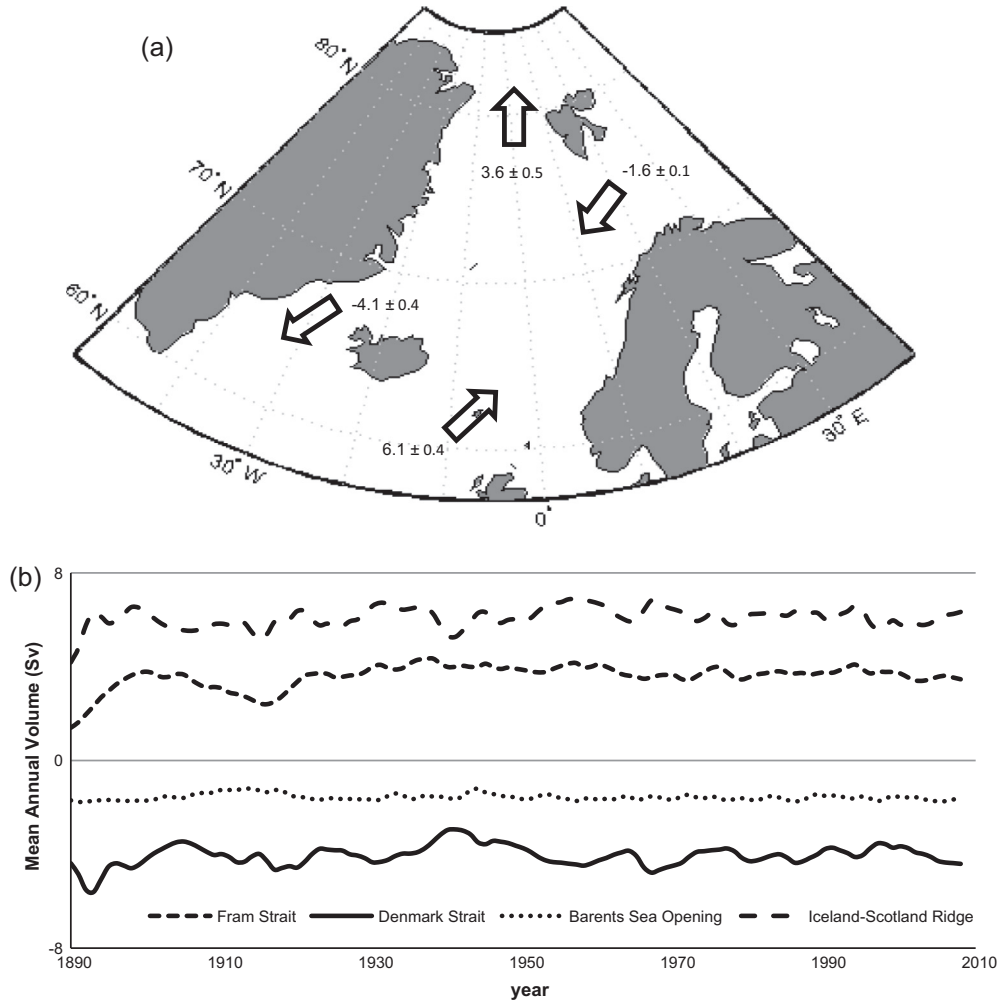 (a)
80°N
70°N
60°N
3.6 ± 0.5
-1.6 ± 0.1
-4.1 ± 0.4
6.1 ± 0.4
30° W
0°
30° E
(b)
8
0
-8
Mean Annual Volume (Sv)
Fram Strait Denmark Strait Barents Sea Opening Iceland-Scotland Ridge
1890 1910 1930 1950 1970 1990 2010
year